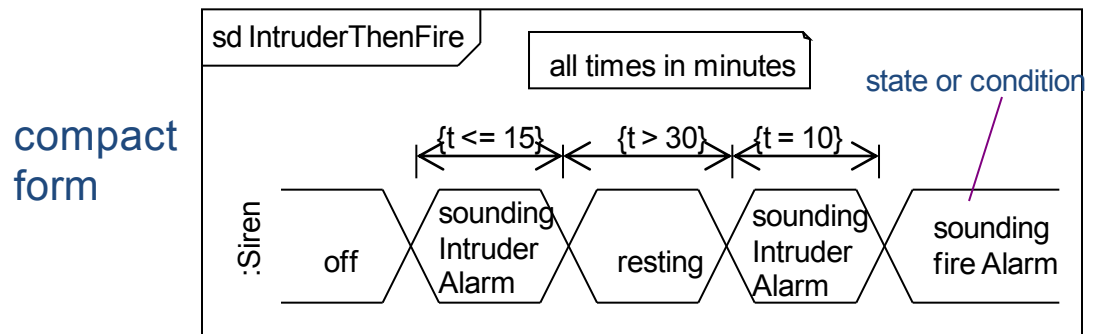 sd IntruderThenFire
all times in minutes
state or condition
compact
form
{t <= 15}
{t > 30}
{t = 10}
:Siren
off
sounding
Intruder
Alarm
resting
sounding
Intruder
Alarm
sounding
fire Alarm